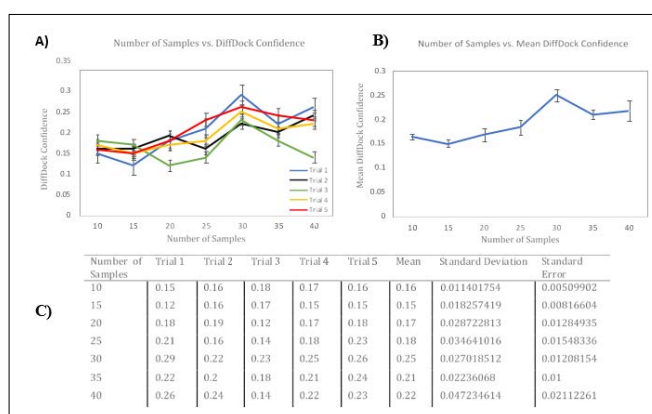 A)
Number of Samples vs. DiffDock Confidence
DiffDock Confidence
0.35
0.3
0.25
0.2
0.15
0.1
0.05
0
10 15 20 25 30 35 40
Number of Samples
Trial 1
Trial 2
Trial 3
Trial 4
Trial 5
B)
Number of Samples vs. Mean DiffDock Confidence
Mean DiffDock Confidence
0.3
0.25
0.2
0.15
0.1
0.05
0
10 15 20 25 30 35 40
Number of Samples
C)
Number of Samples Trial 1 Trial 2 Trial 3 Trial 4 Trial 5 Mean Standard Deviation Standard Error
10 0.15 0.16 0.18 0.17 0.16 0.16 0.011401754 0.00509902
15 0.12 0.16 0.17 0.15 0.15 0.15 0.018257419 0.00816604
20 0.18 0.19 0.12 0.17 0.18 0.17 0.028722813 0.01284935
25 0.21 0.16 0.14 0.18 0.23 0.18 0.034641016 0.01548336
30 0.29 0.22 0.23 0.25 0.26 0.25 0.027018512 0.01208154
35 0.22 0.2 0.18 0.21 0.24 0.21 0.02236068 0.01
40 0.26 0.24 0.14 0.22 0.23 0.22 0.047234614 0.02112261